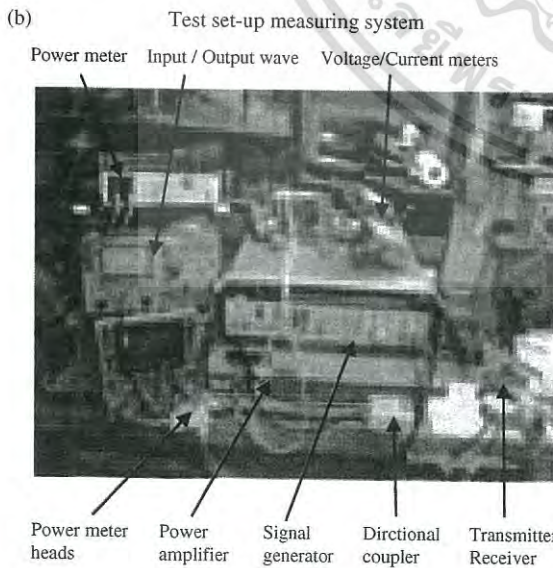 (b)
Test set-up measuring system
Power meter Input / Output wave Voltage/Current meters
Power meter heads
Power amplifier
Signal generator
Dirctional coupler
Transmitter Receiver